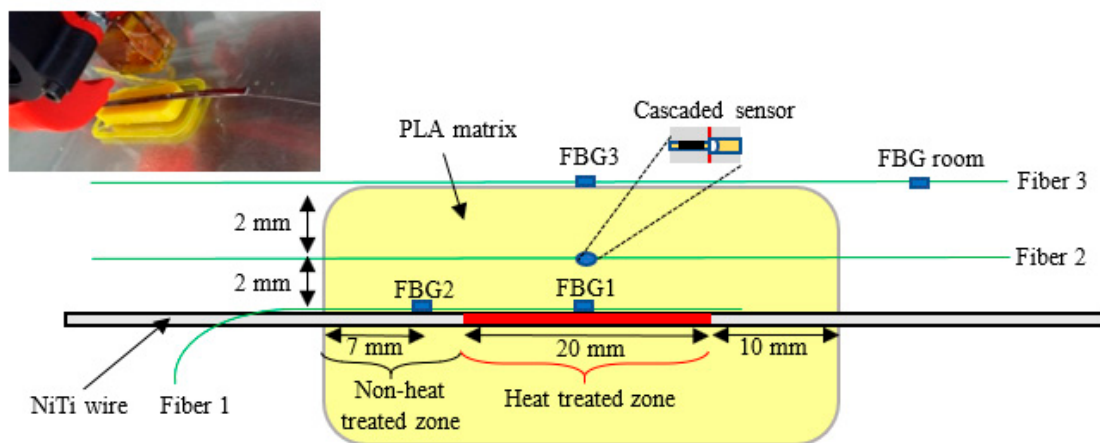 Cascaded sensor
PLA matrix
FBG3
FBG room
Fiber 3
2 mm
Fiber 2
2 mm
FBG2
FBG1
7 mm
20 mm
10 mm
NiTi wire
Fiber 1
Non-heat
treated zone
Heat treated zone